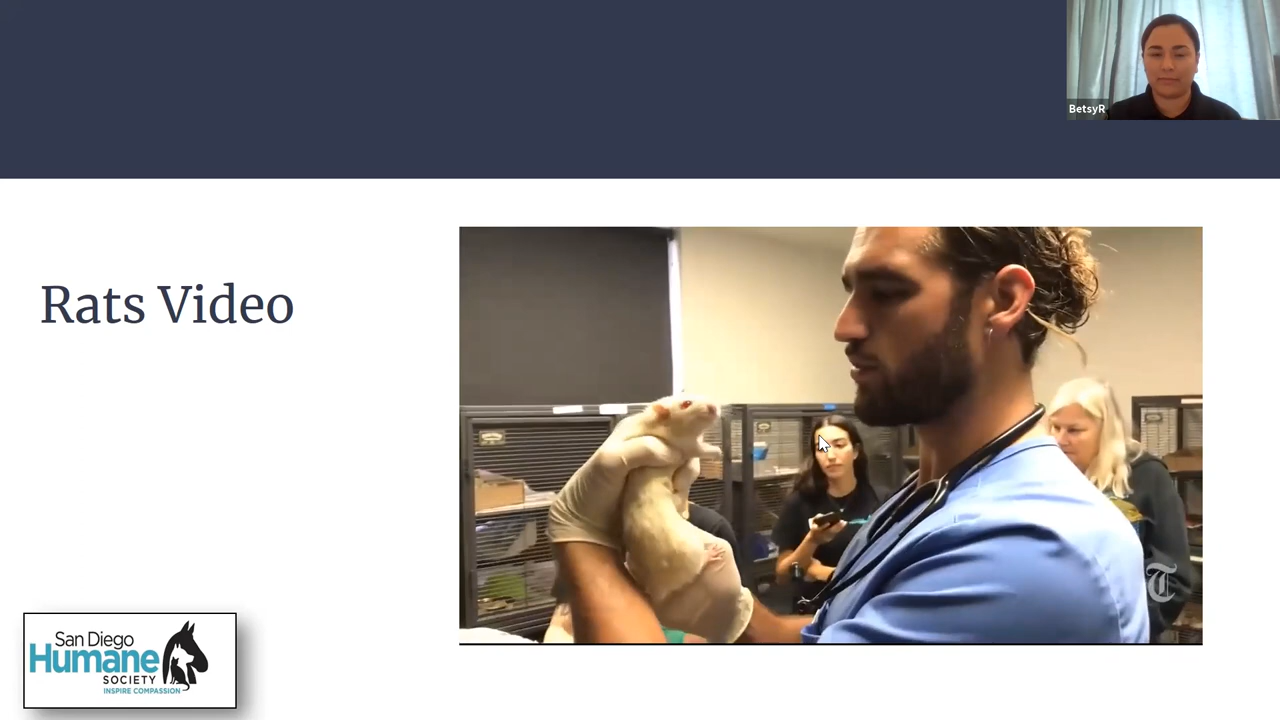 BetsyR
Rats Video
T
San Diego
Humane
SOCIETY
INSPIRE COMPASSION